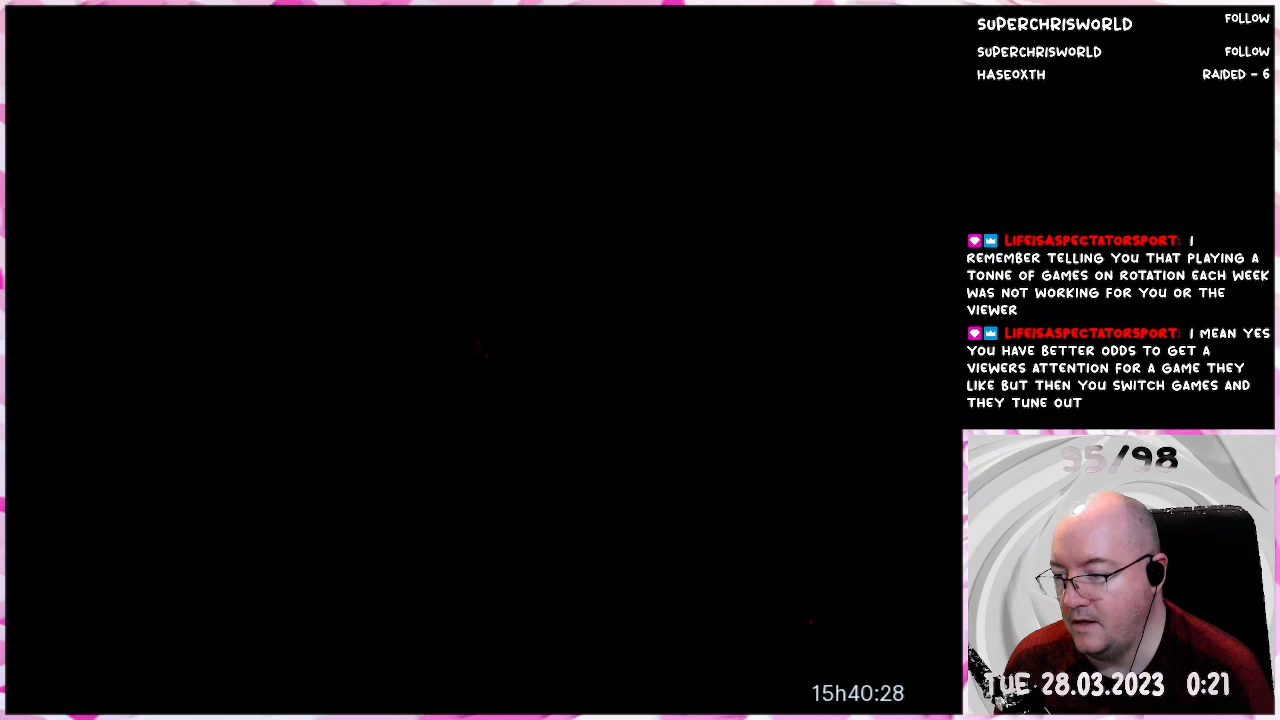 SUPERCHRISWORLD FOLLOW
SUPERCHRISWORLD FOLLOW
HASEOXTH RAIDED - 6
LIFEISASPECTATORSPORT: I
REMEMBER TELLING YOU THAT PLAYING A
TONNE OF GAMES ON ROTATION EACH WEEK
WAS NOT WORKING FOR YOU OR THE
VIEWER
LIFEISASPECTATORSPORT: I MEAN YES
YOU HAVE BETTER ODDS TO GET A
VIEWERS ATTENTION FOR A GAME THEY
LIKE BUT THEN YOU SWITCH GAMES AND
THEY TUNE OUT
95/98
TUE 28.03.2023 0:21
15h40:28